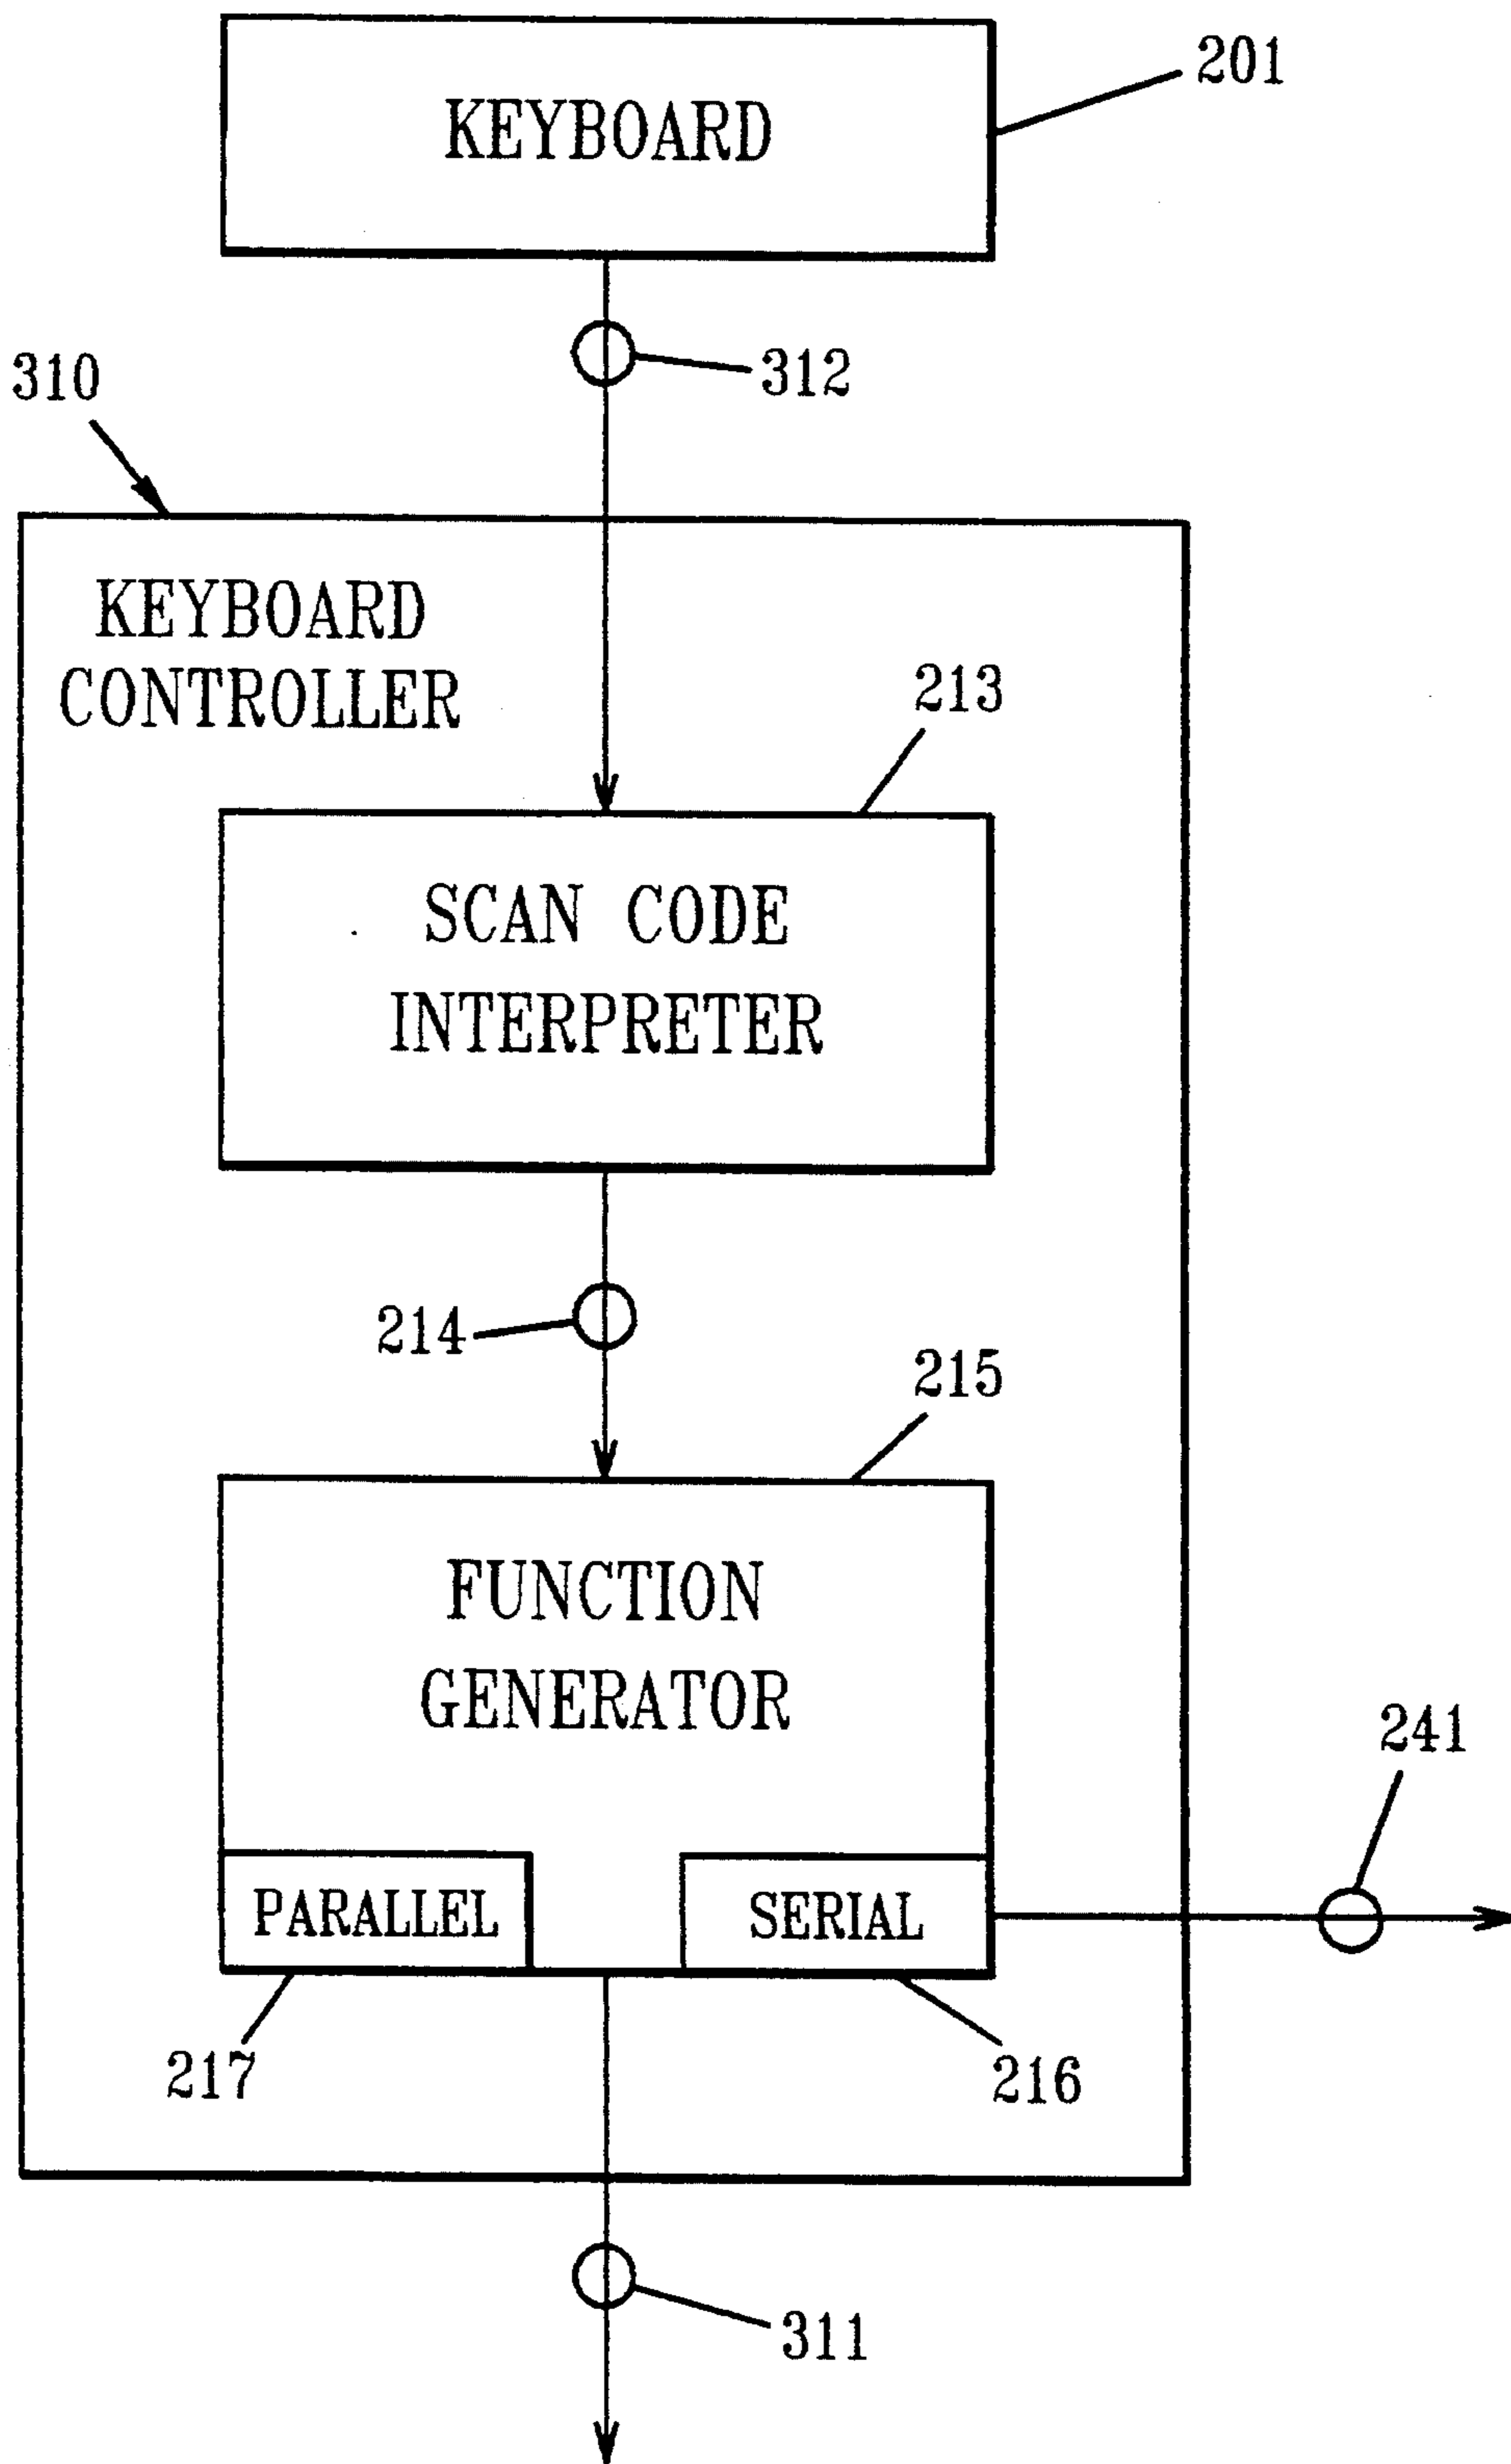 KEYBOARD
201
312
310
KEYBOARD
CONTROLLER
213
SCAN CODE
INTERPRETER
214
215
FUNCTION
GENERATOR
241
PARALLEL
SERIAL
217
216
311